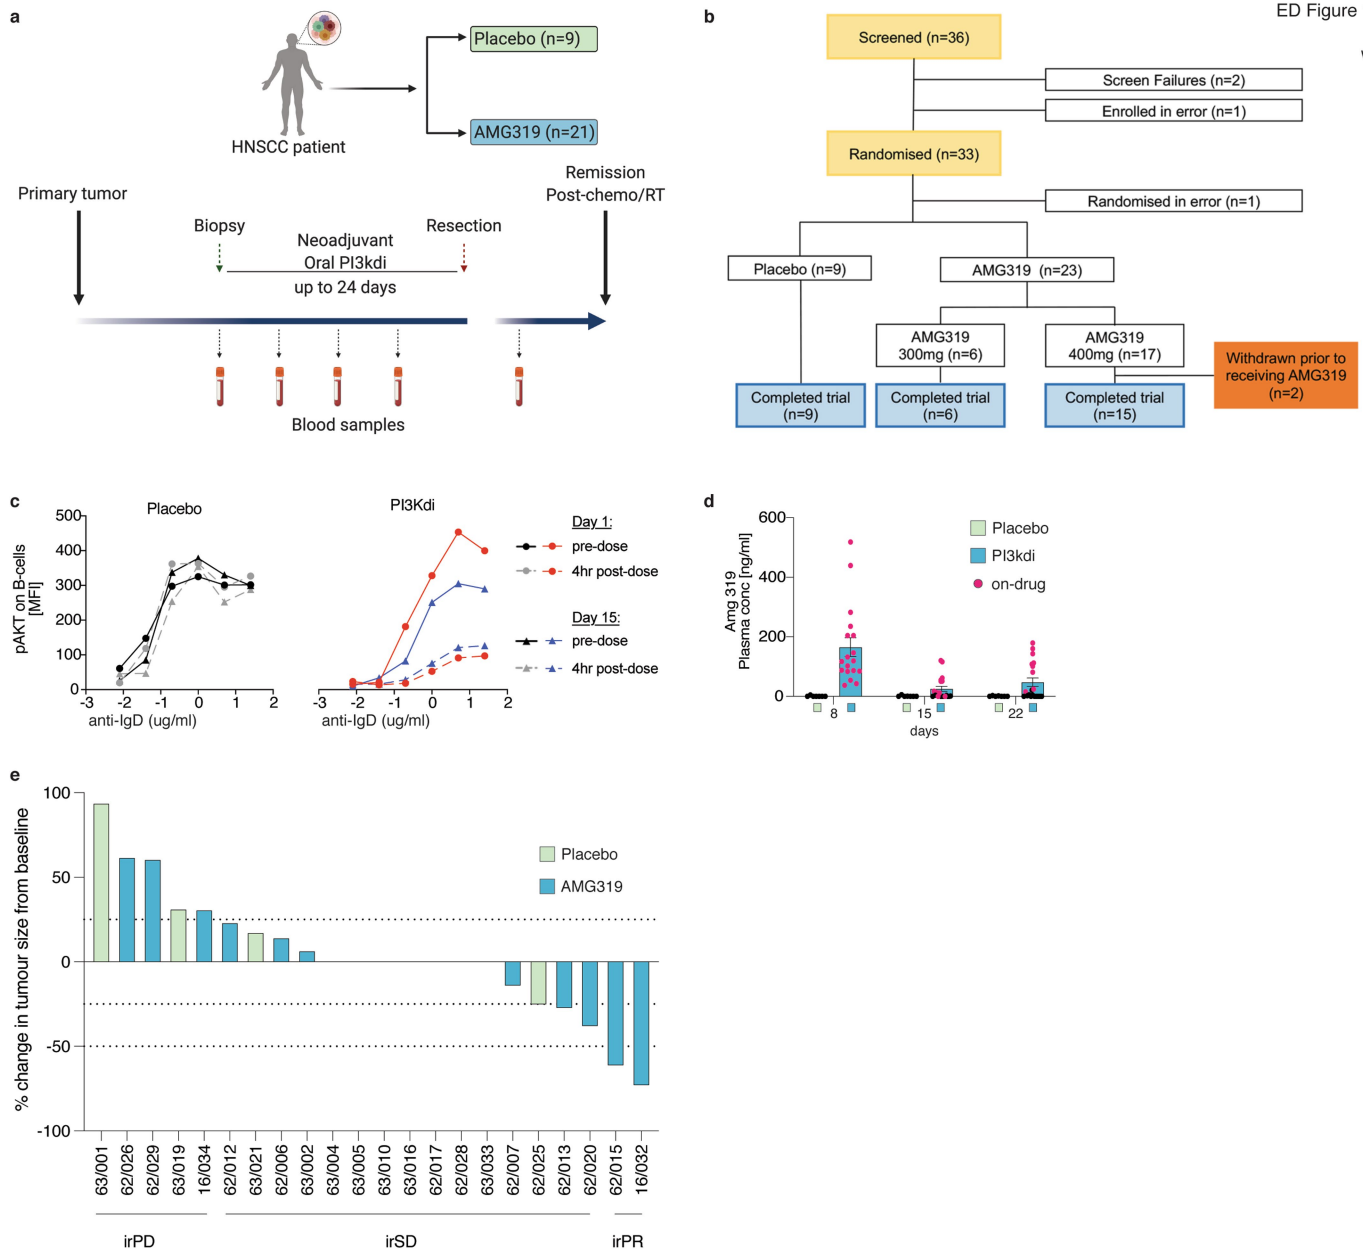 ED Figure
a
Placebo (n=9)
AMG319 (n=21)
HNSCC patient
Primary tumor
Remission
Post-chemo/RT
Biopsy
Resection
Neoadjuvant
Oral PI3kdi
up to 24 days
Blood samples
b
Screened (n=36)
Screen Failures (n=2)
Enrolled in error (n=1)
Randomised (n=33)
Randomised in error (n=1)
Placebo (n=9)
AMG319 (n=23)
AMG319
300mg (n=6)
AMG319
400mg (n=17)
Withdrawn prior to
receiving AMG319
(n=2)
Completed trial
(n=9)
Completed trial
(n=6)
Completed trial
(n=15)
c
Placebo
PI3Kdi
pAKT on B-cells
[MFI]
500
400
300
200
100
0
-3 -2 -1 0 1 2
anti-IgD (ug/ml)
-3 -2 -1 0 1 2
anti-IgD (ug/ml)
Day 1:
pre-dose
4hr post-dose
Day 15:
pre-dose
4hr post-dose
d
Amg 319
Plasma conc [ng/ml]
600
400
200
0
8 15 22
days
Placebo
PI3kdi
on-drug
e
% change in tumour size from baseline
100
50
0
-50
-100
Placebo
AMG319
63/001
62/026
62/029
63/019
16/034
62/012
63/021
62/006
63/002
63/004
63/005
63/010
62/016
62/017
62/028
63/033
62/007
62/025
62/013
62/020
62/015
16/032
irPD
irSD
irPR